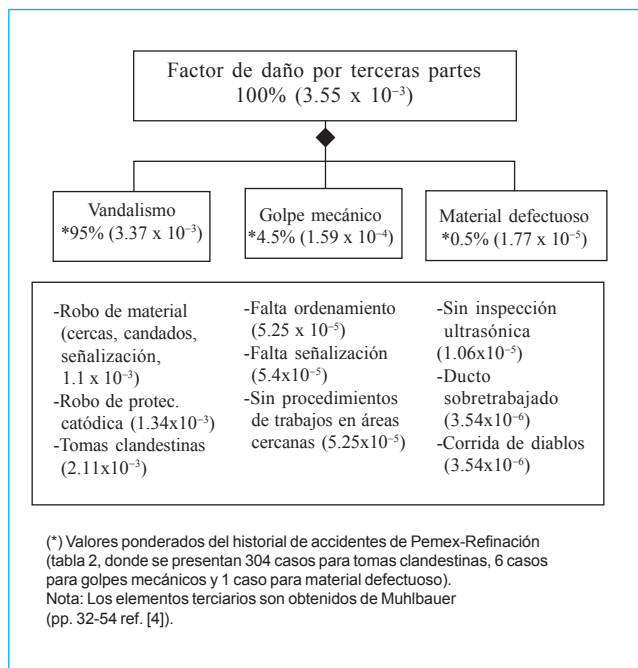 Factor de daño por terceras partes
100% (3.55 x 10⁻³)
Vandalismo
*95% (3.37 x 10⁻³)
Golpe mecánico
*4.5% (1.59 x 10⁻⁴)
Material defectuoso
*0.5% (1.77 x 10⁻⁵)
-Robo de material
(cercas, candados,
señalización,
1.1 x 10⁻³)
-Robo de protec.
catódica (1.34x10⁻³)
-Tomas clandestinas
(2.11x10⁻³)
-Falta ordenamiento
(5.25 x 10⁻⁵)
-Falta señalización
(5.4x10⁻⁵)
-Sin procedimientos
de trabajos en áreas
cercanas (5.25x10⁻⁵)
-Sin inspección
ultrasónica
(1.06x10⁻⁵)
-Ducto
sobretrabajado
(3.54x10⁻⁶)
-Corrida de diablos
(3.54x10⁻⁶)
(*) Valores ponderados del historial de accidentes de Pemex-Refinación
(tabla 2, donde se presentan 304 casos para tomas clandestinas, 6 casos
para golpes mecánicos y 1 caso para material defectuoso).
Nota: Los elementos terciarios son obtenidos de Muhlbauer
(pp. 32-54 ref. [4]).